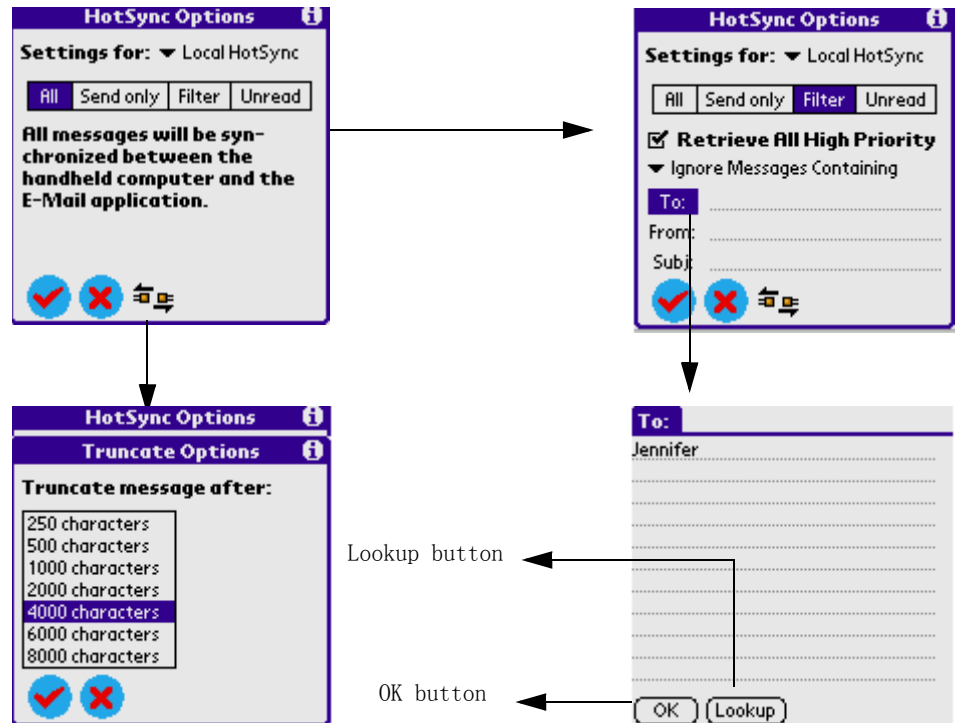 HotSync Options
Settings for: Local HotSync
All Send only Filter Unread
All messages will be syn-
chronized between the
handheld computer and the
E-Mail application.
HotSync Options
Settings for: Local HotSync
All Send only Filter Unread
Retrieve All High Priority
Ignore Messages Containing
To:
From:
Subj:
HotSync Options
Truncate Options
Truncate message after:
250 characters
500 characters
1000 characters
2000 characters
4000 characters
6000 characters
8000 characters
Lookup button
OK button
To:
Jennifer
OK Lookup